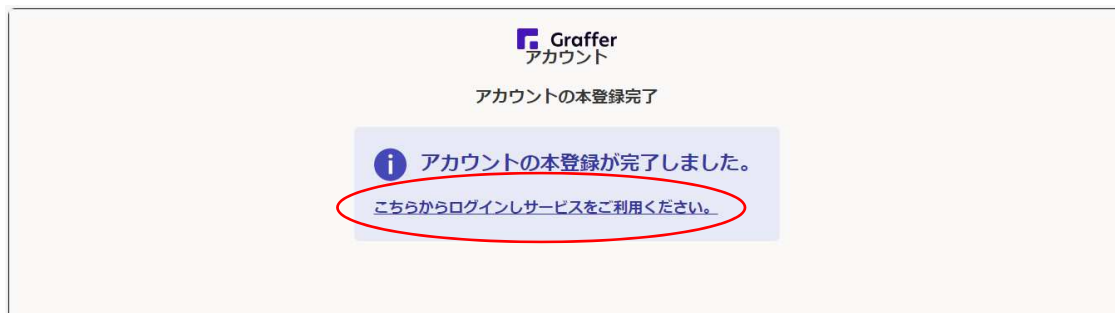 Graffer
アカウント
アカウントの本登録完了
アカウントの本登録が完了しました。
こちらからログインしサービスをご利用ください。